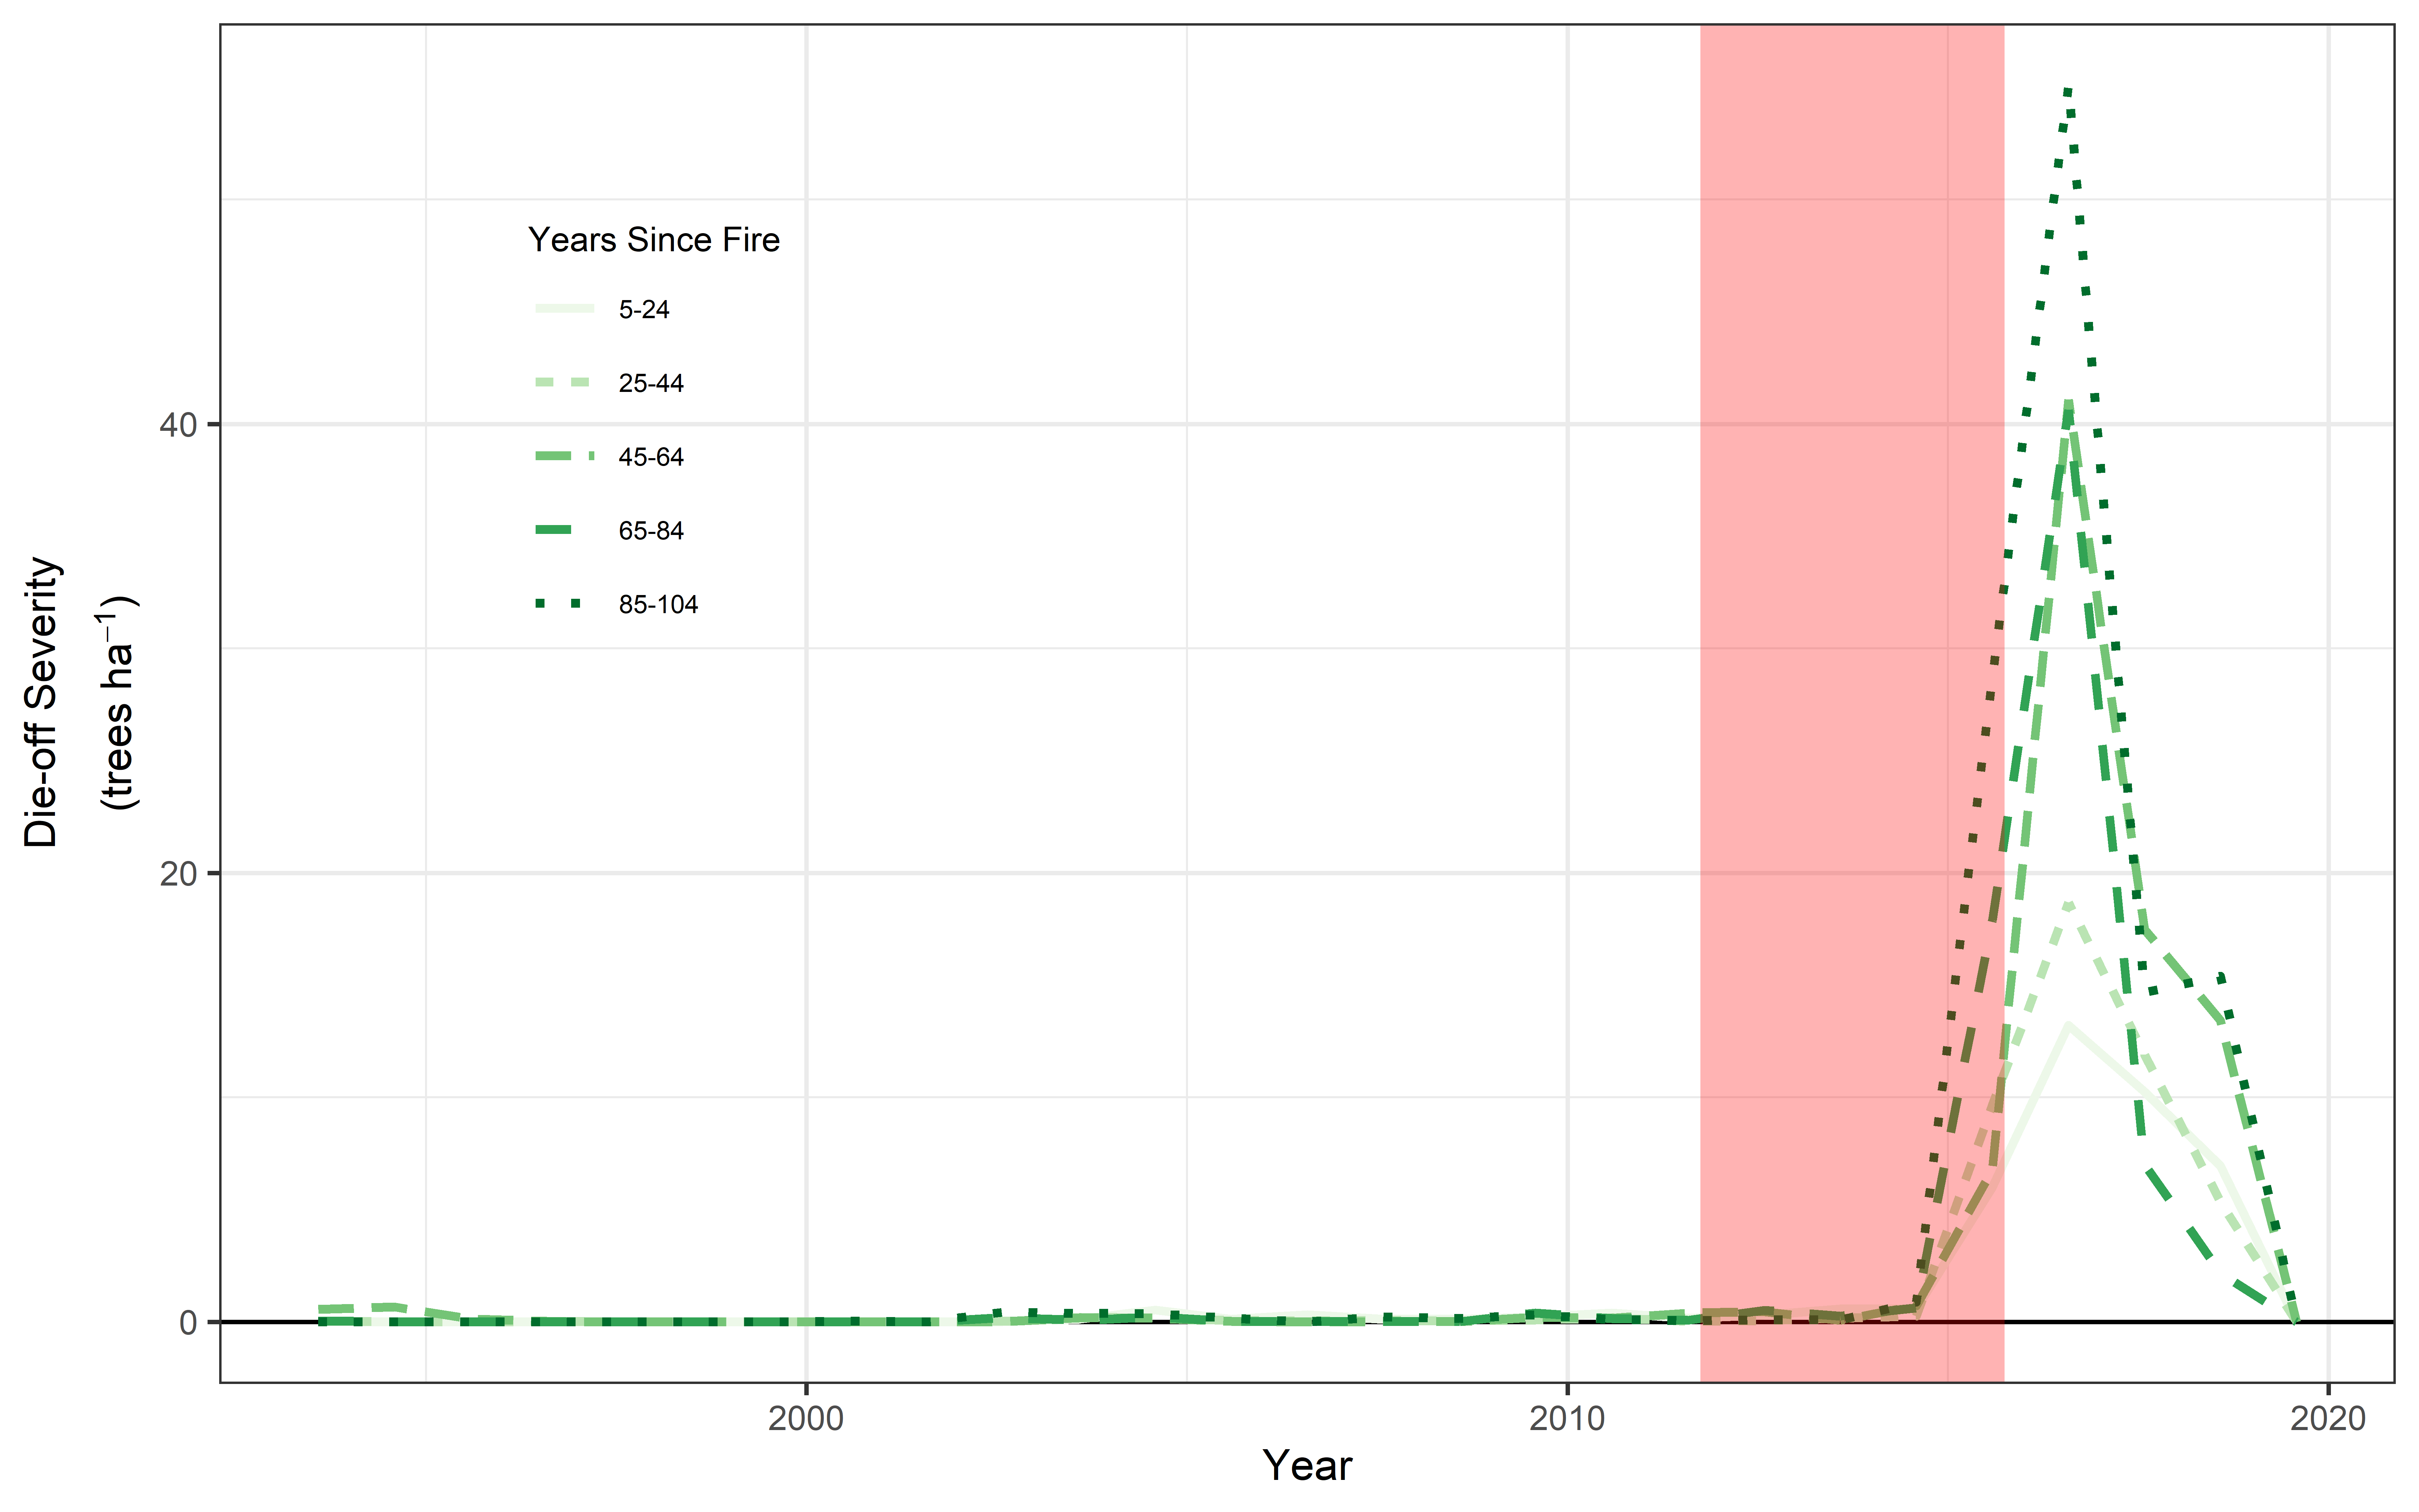 Years Since Fire
5-24
25-44
45-64
65-84
85-104
Die-off Severity
(trees ha⁻¹)
40
20
0
2000
2010
2020
Year